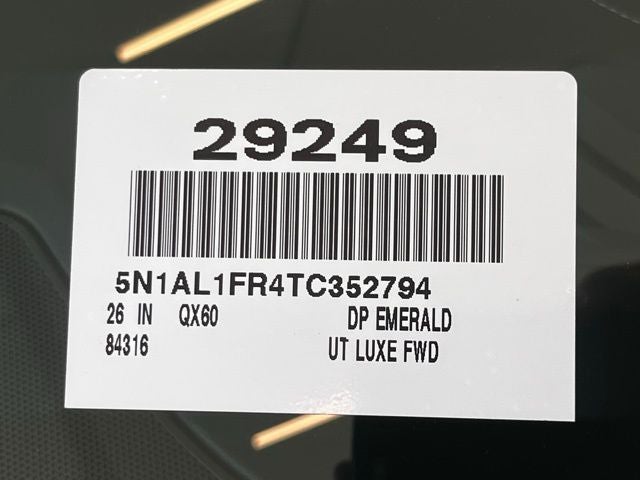 29249
5N1AL1FR4TC352794
26 IN QX60 DP EMERALD
84316 UT LUXE FWD